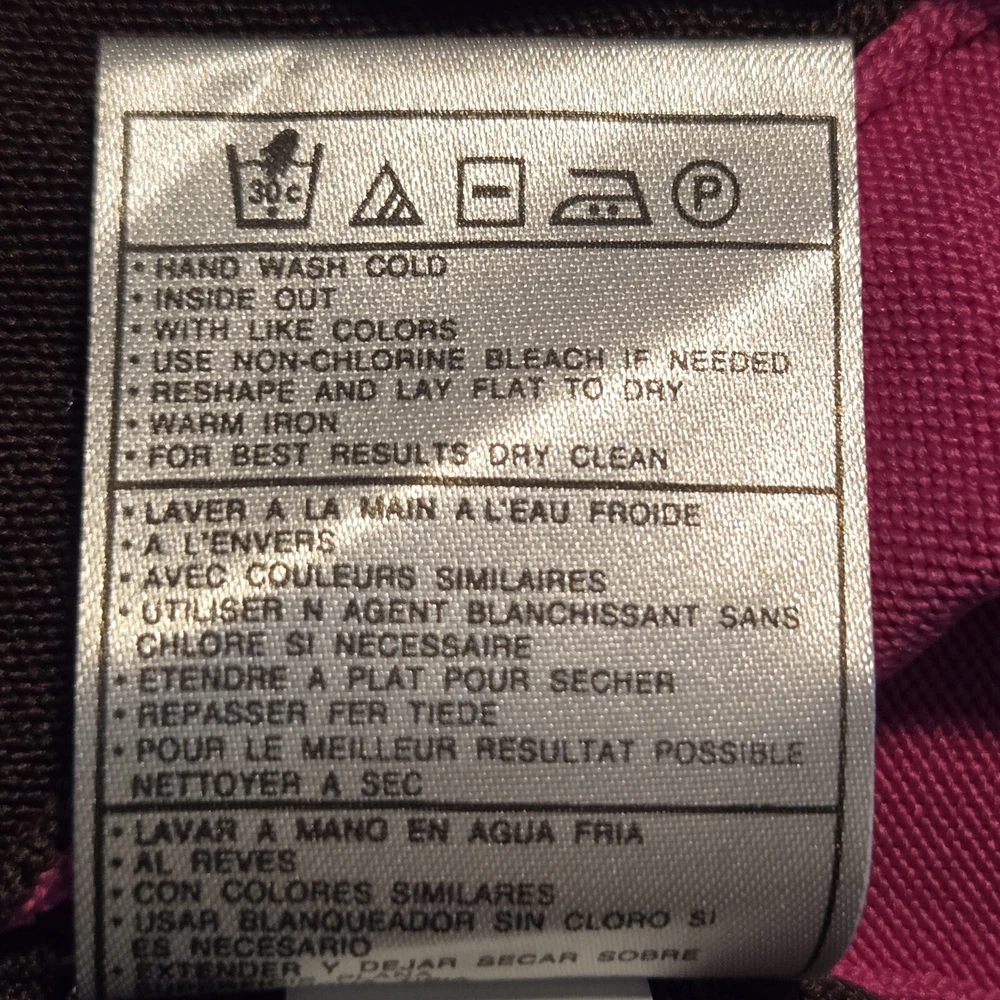 30c
P
• HAND WASH COLD
• INSIDE OUT
• WITH LIKE COLORS
• USE NON-CHLORINE BLEACH IF NEEDED
• RESHAPE AND LAY FLAT TO DRY
• WARM IRON
• FOR BEST RESULTS DRY CLEAN
• LAVER A LA MAIN A L'EAU FROIDE
• A L'ENVERS
• AVEC COULEURS SIMILAIRES
• UTILISER N AGENT BLANCHISSANT SANS
CHLORE SI NECESSAIRE
• ETENDRE A PLAT POUR SECHER
• REPASSER FER TIEDE
• POUR LE MEILLEUR RESULTAT POSSIBLE
NETTOYER A SEC
• LAVAR A MANO EN AGUA FRIA
• AL REVES
• CON COLORES SIMILARES
• USAR BLANQUEADOR SIN CLORO SI
ES NECESARIO
• EXTENDER Y DEJAR SECAR SOBRE